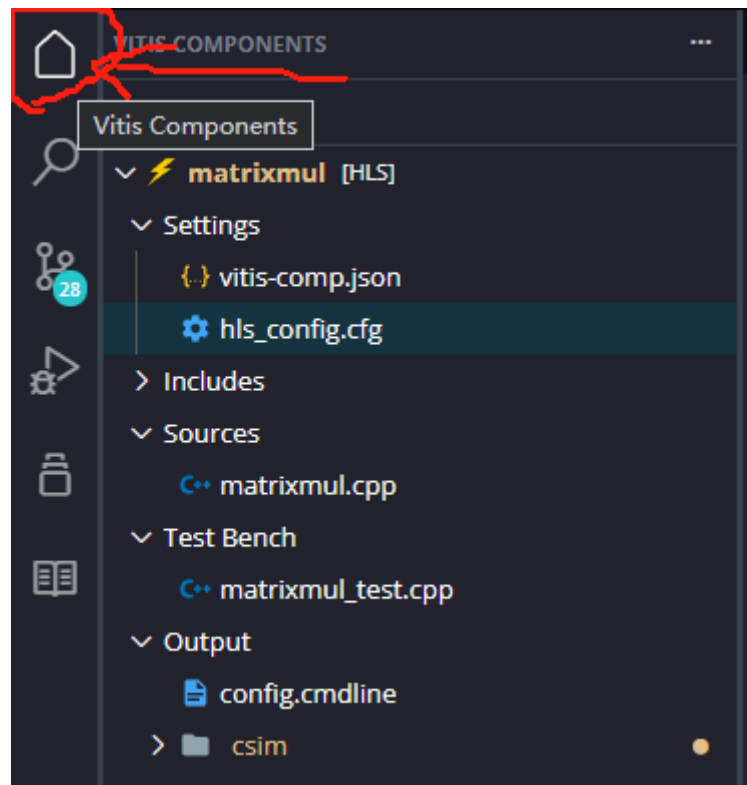 VITIS COMPONENTS
Vitis Components
matrixmul [HLS]
Settings
{..} vitis-comp.json
28
hls_config.cfg
Includes
Sources
C++ matrixmul.cpp
Test Bench
C++ matrixmul_test.cpp
Output
config.cmdline
csim